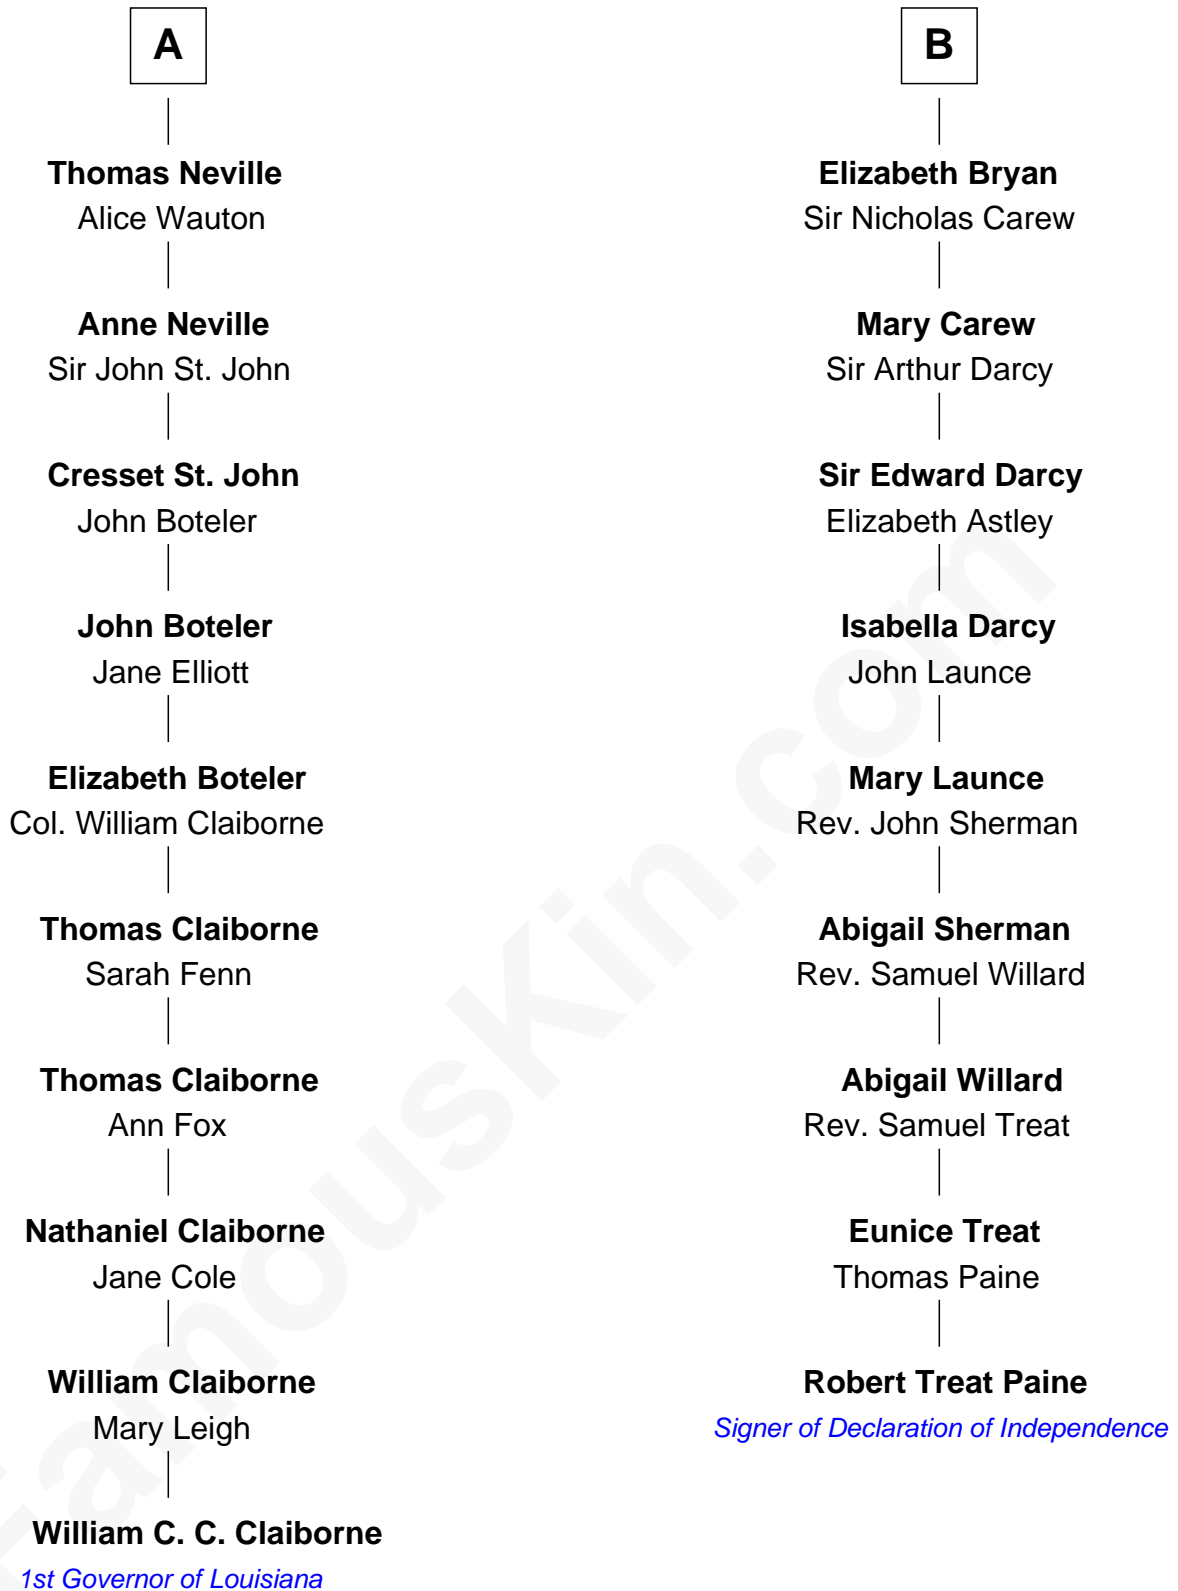 A
Thomas Neville
Alice Wauton
Anne Neville
Sir John St. John
Cresset St. John
John Boteler
John Boteler
Jane Elliott
Elizabeth Boteler
Col. William Claiborne
Thomas Claiborne
Sarah Fenn
Thomas Claiborne
Ann Fox
Nathaniel Claiborne
Jane Cole
William Claiborne
Mary Leigh
William C. C. Claiborne
1st Governor of Louisiana
B
Elizabeth Bryan
Sir Nicholas Carew
Mary Carew
Sir Arthur Darcy
Sir Edward Darcy
Elizabeth Astley
Isabella Darcy
John Launce
Mary Launce
Rev. John Sherman
Abigail Sherman
Rev. Samuel Willard
Abigail Willard
Rev. Samuel Treat
Eunice Treat
Thomas Paine
Robert Treat Paine
Signer of Declaration of Independence
FamousKin.com